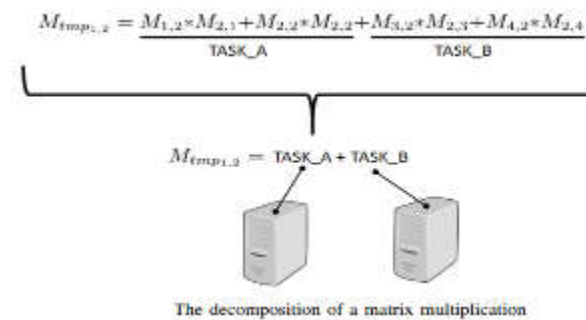 M_{tmp_{1,2}} = M_{1,2}*M_{2,1}+M_{2,2}*M_{2,2}+M_{3,2}*M_{2,3}+M_{4,2}*M_{2,4}
TASK_A TASK_B
M_{tmp_{1,2}} = TASK_A + TASK_B
The decomposition of a matrix multiplication